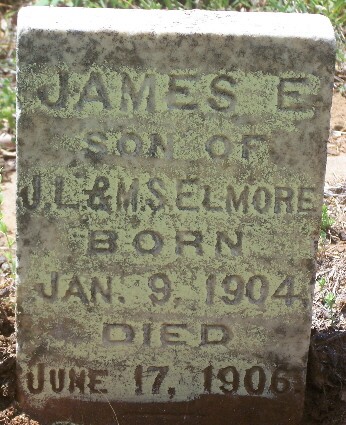 JAMES E.
SON OF
J.L. & M.S. ELMORE
BORN
JAN. 9, 1904.
DIED
JUNE 17, 1906.